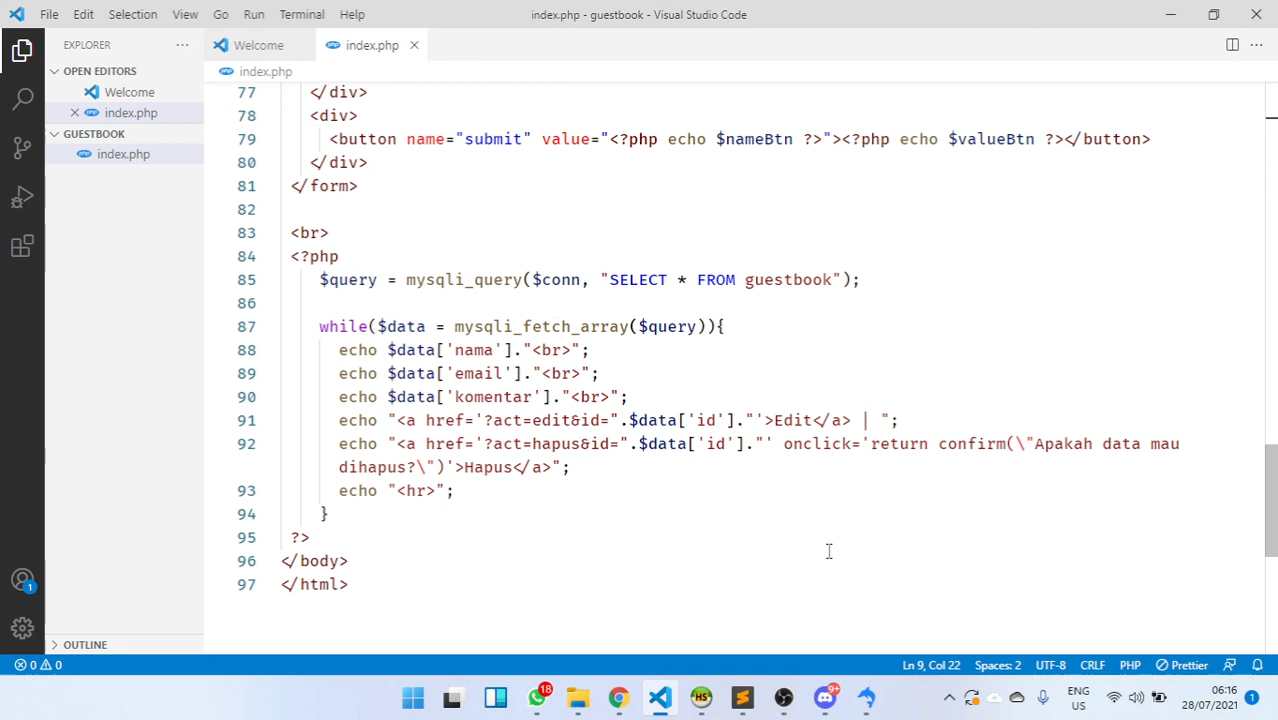 File Edit Selection View Go Run Terminal Help index.php - guestbook - Visual Studio Code
EXPLORER Welcome index.php
OPEN EDITORS index.php
Welcome
index.php
GUESTBOOK
index.php
77 </div>
78 <div>
79 <button name="submit" value="<?php echo $nameBtn ?>"><?php echo $valueBtn ?></button>
80 </div>
81 </form>
82
83 <br>
84 <?php
85 $query = mysqli_query($conn, "SELECT * FROM guestbook");
86
87 while($data = mysqli_fetch_array($query)){
88 echo $data['nama']."<br>";
89 echo $data['email']."<br>";
90 echo $data['komentar']."<br>";
91 echo "<a href='?act=edit&id=".$data['id']."'>Edit</a> | ";
92 echo "<a href='?act=hapus&id=".$data['id']."' onclick='return confirm(\"Apakah data mau
dihapus?\")'>Hapus</a>";
93 echo "<hr>";
94 }
95 ?>
96 </body>
97 </html>
OUTLINE
1
0 0 Ln 9, Col 22 Spaces: 2 UTF-8 CRLF PHP Prettier
18 HS 9+ ENG 06:16
US 28/07/2021 1